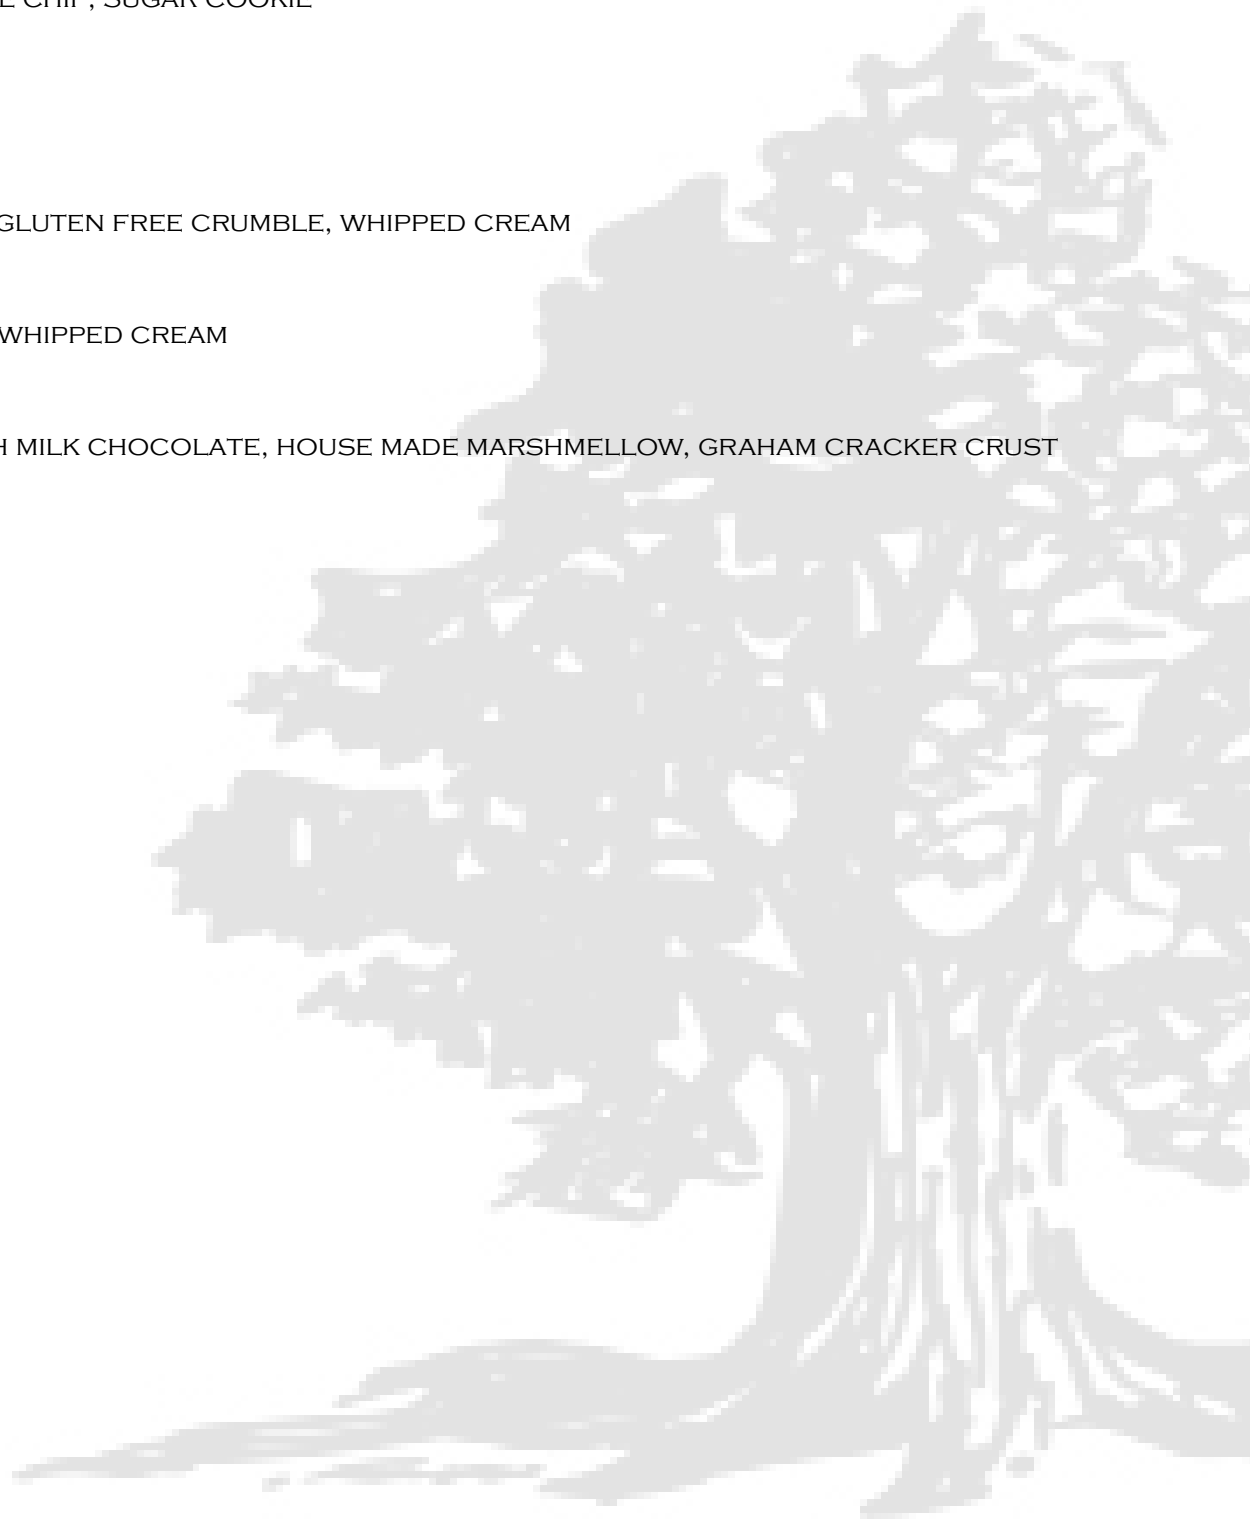 CHIP, SUGAR COOKIE
GLUTEN FREE CRUMBLE, WHIPPED CREAM
WHIPPED CREAM
MILK CHOCOLATE, HOUSE MADE MARSHMELLOW, GRAHAM CRACKER CRUST